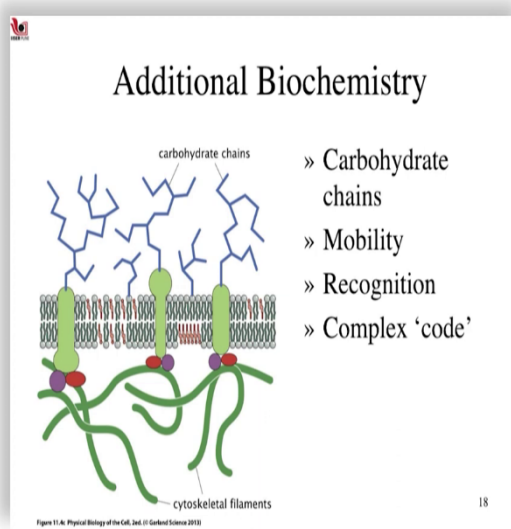 Additional Biochemistry
carbohydrate chains
» Carbohydrate
chains
» Mobility
» Recognition
» Complex ‘code’
cytoskeletal filaments
18
Figure 11.4c Physical Biology of the Cell, 2ed. (© Garland Science 2013)